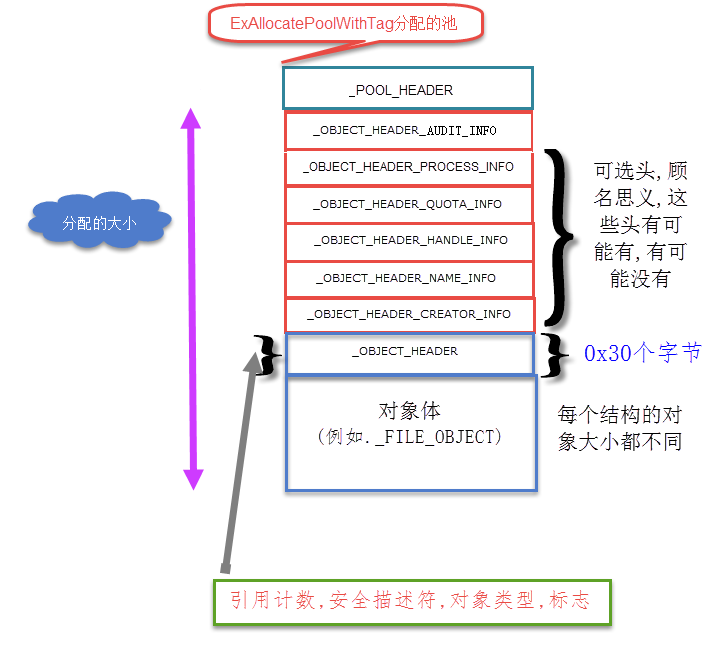 ExAllocatePoolWithTag分配的池
_POOL_HEADER
_OBJECT_HEADER_AUDIT_INFO
_OBJECT_HEADER_PROCESS_INFO
_OBJECT_HEADER_QUOTA_INFO
_OBJECT_HEADER_HANDLE_INFO
_OBJECT_HEADER_NAME_INFO
_OBJECT_HEADER_CREATOR_INFO
可选头,顾
名思义,这
些头有可
能有,有可
能没有
分配的大小
_OBJECT_HEADER
0x30个字节
对象体
(例如._FILE_OBJECT)
每个结构的对
象大小都不同
引用计数,安全描述符,对象类型,标志